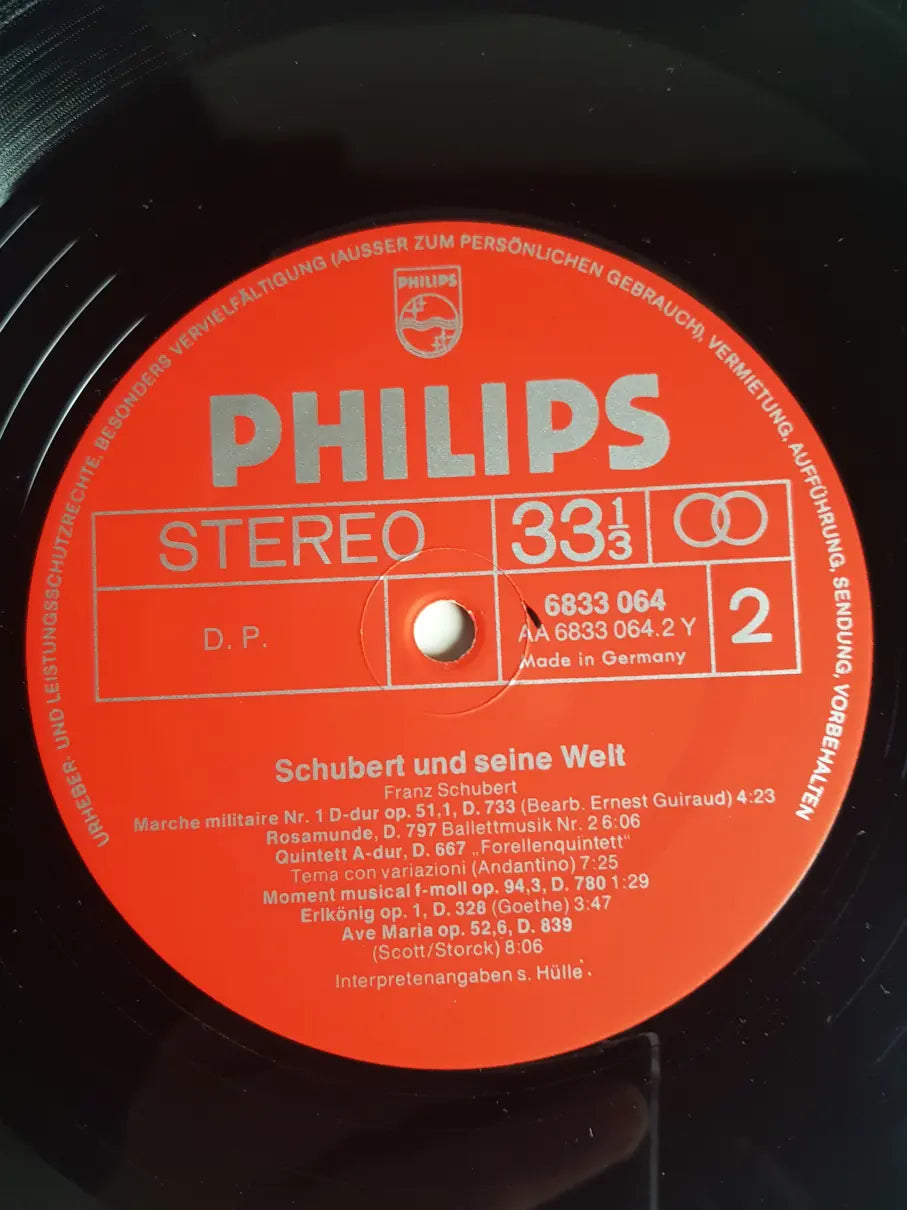 URHEBER- UND LEISTUNGSSCHUTZRECHTE, BESONDERS VERVIELFÄLTIGUNG (AUSSER ZUM PERSÖNLICHEN GEBRAUCH), VERMIETUNG, AUFFÜHRUNG, SENDUNG, VORBEHALTEN
PHILIPS
PHILIPS
STEREO
33 1/3
D. P.
6833 064
AA 6833 064.2 Y
Made in Germany
2
Schubert und seine Welt
Franz Schubert
Marche militaire Nr. 1 D-dur op. 51,1, D. 733 (Bearb. Ernest Guiraud) 4:23
Rosamunde, D. 797 Ballettmusik Nr. 2 6:06
Quintett A-dur, D. 667 „Forellenquintett"
Tema con variazioni (Andantino) 7:25
Moment musical f-moll op. 94,3, D. 780 1:29
Erlkönig op. 1, D. 328 (Goethe) 3:47
Ave Maria op. 52,6, D. 839
(Scott/Storck) 8:06
Interpretenangaben s. Hülle